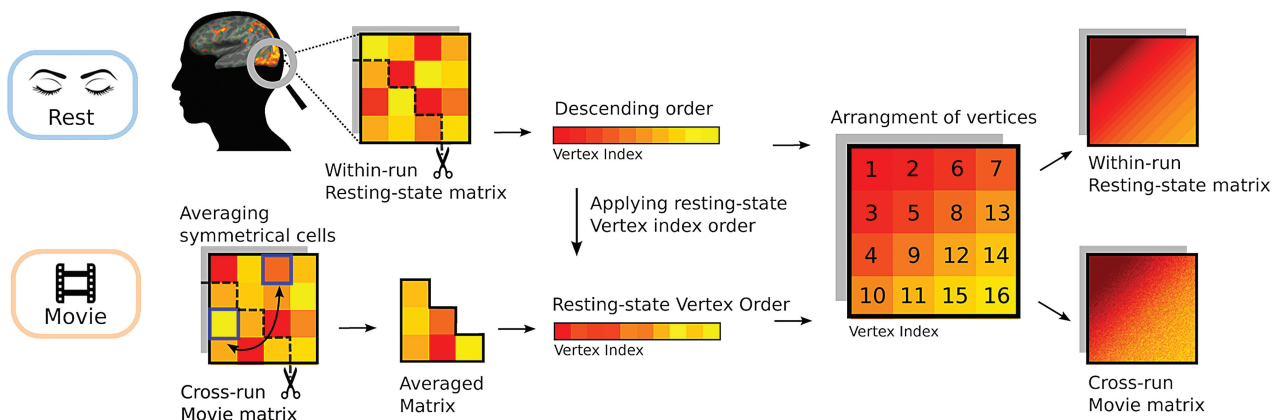 Rest
Within-run
Resting-state matrix
Descending order
Vertex Index
Applying resting-state
Vertex index order
Arrangment of vertices
1 2 6 7
3 5 8 13
4 9 12 14
10 11 15 16
Vertex Index
Within-run
Resting-state matrix
Movie
Averaging
symmetrical cells
Cross-run
Movie matrix
Averaged
Matrix
Resting-state Vertex Order
Vertex Index
Cross-run
Movie matrix